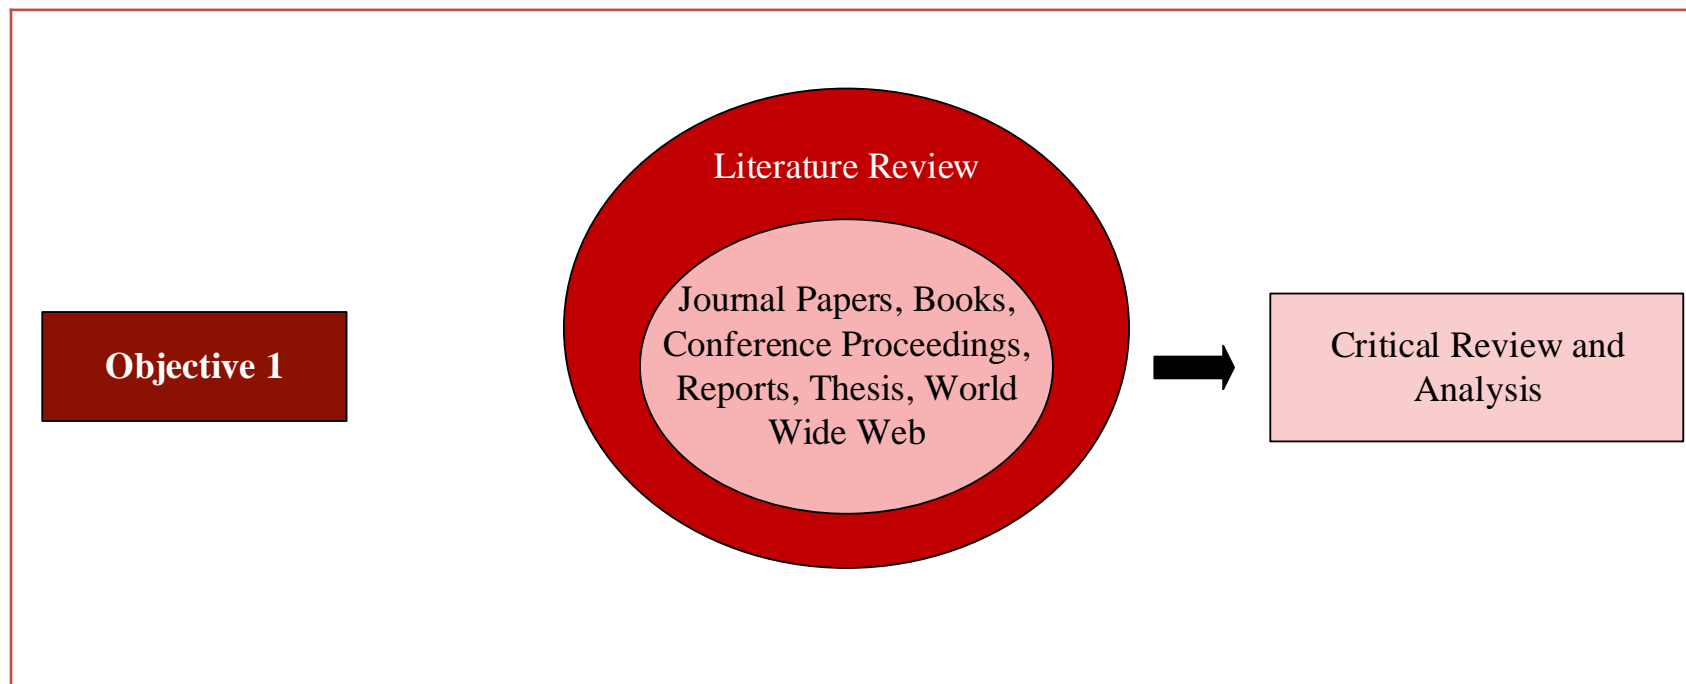 Literature Review
Journal Papers, Books,
Conference Proceedings,
Reports, Thesis, World
Wide Web
Objective 1
Critical Review and
Analysis